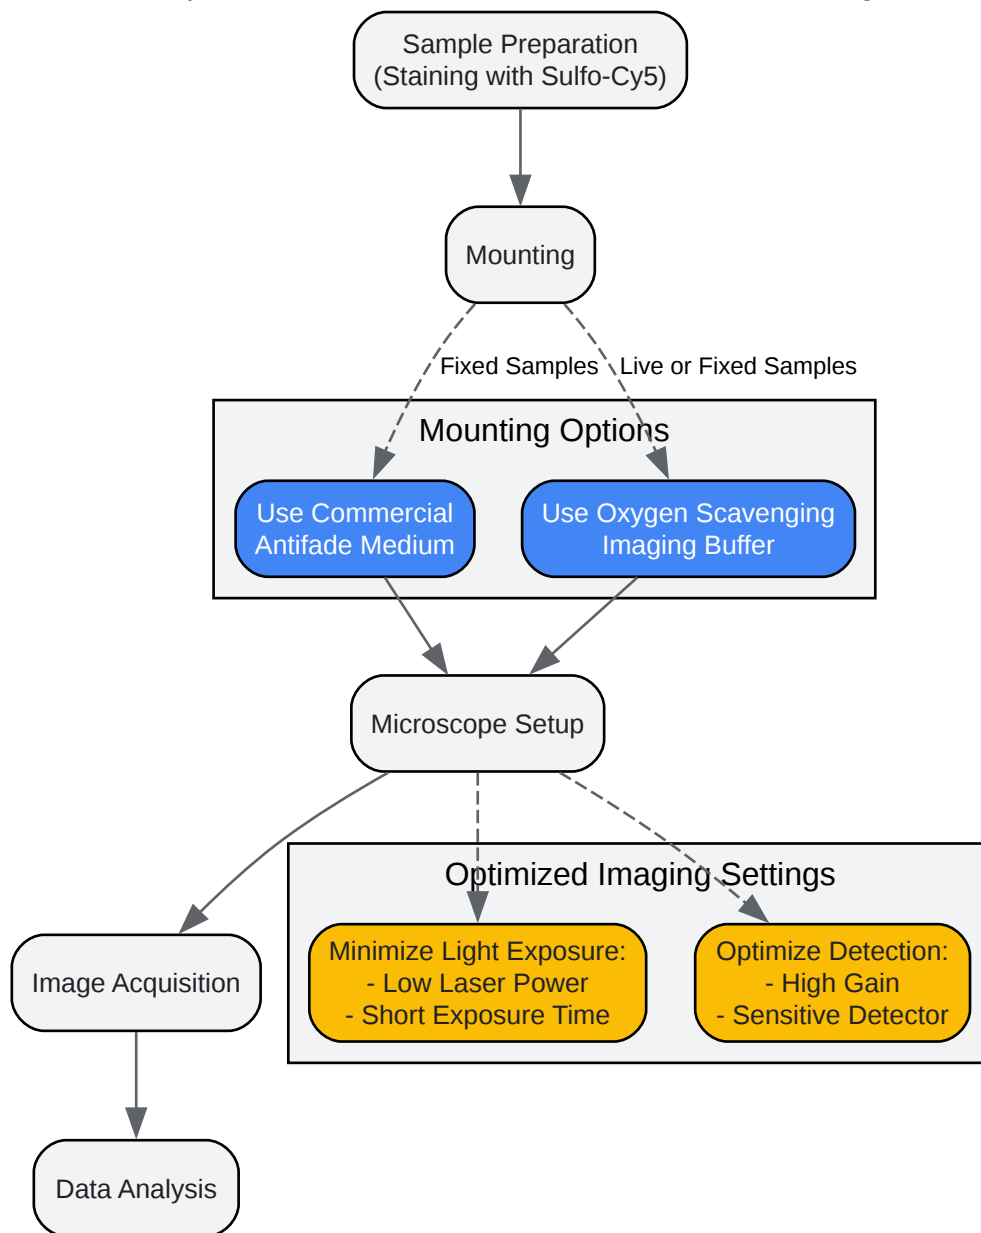 Sample Preparation
(Staining with Sulfo-Cy5)
Mounting
Fixed Samples
Live or Fixed Samples
Mounting Options
Use Commercial
Antifade Medium
Use Oxygen Scavenging
Imaging Buffer
Microscope Setup
Optimized Imaging Settings
Minimize Light Exposure:
- Low Laser Power
- Short Exposure Time
Optimize Detection:
- High Gain
- Sensitive Detector
Image Acquisition
Data Analysis